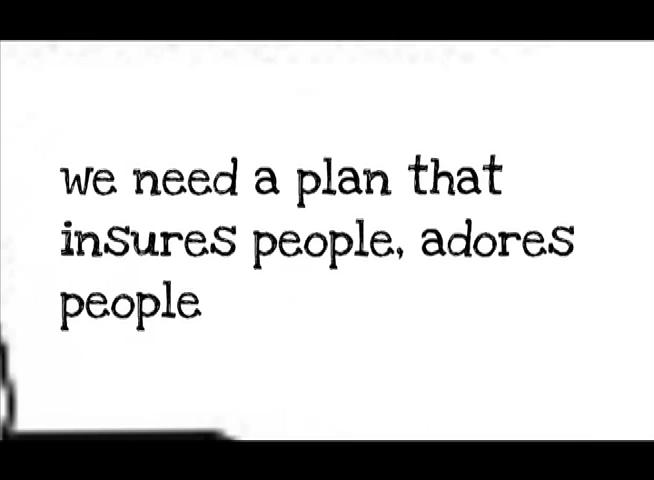 we need a plan that
insures people, adores
people